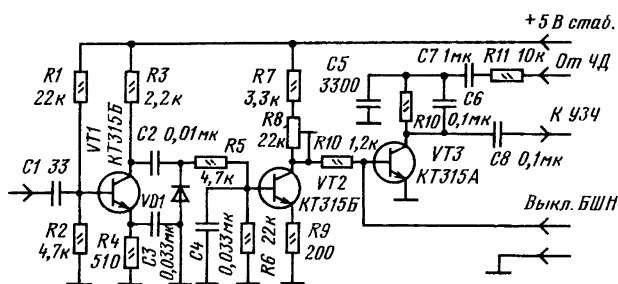 +5 В стаб.
R1
22к
R3
2,2к
VT1
КТ315Б
R7
3,3к
R8
22к
C5
3300
C7 1мк
R11 10к
От ЧД
C6
0,1мк
R10
К УЗЧ
C8 0,1мк
C2 0,01мк
R5
4,7к
R10 1,2к
VT3
КТ315А
VT2
КТ315Б
C1 33
VD1
R2
4,7к
R4
510
C3
0,033мк
C4
0,033мк
R6 22к
R9
200
Выкл. БШН